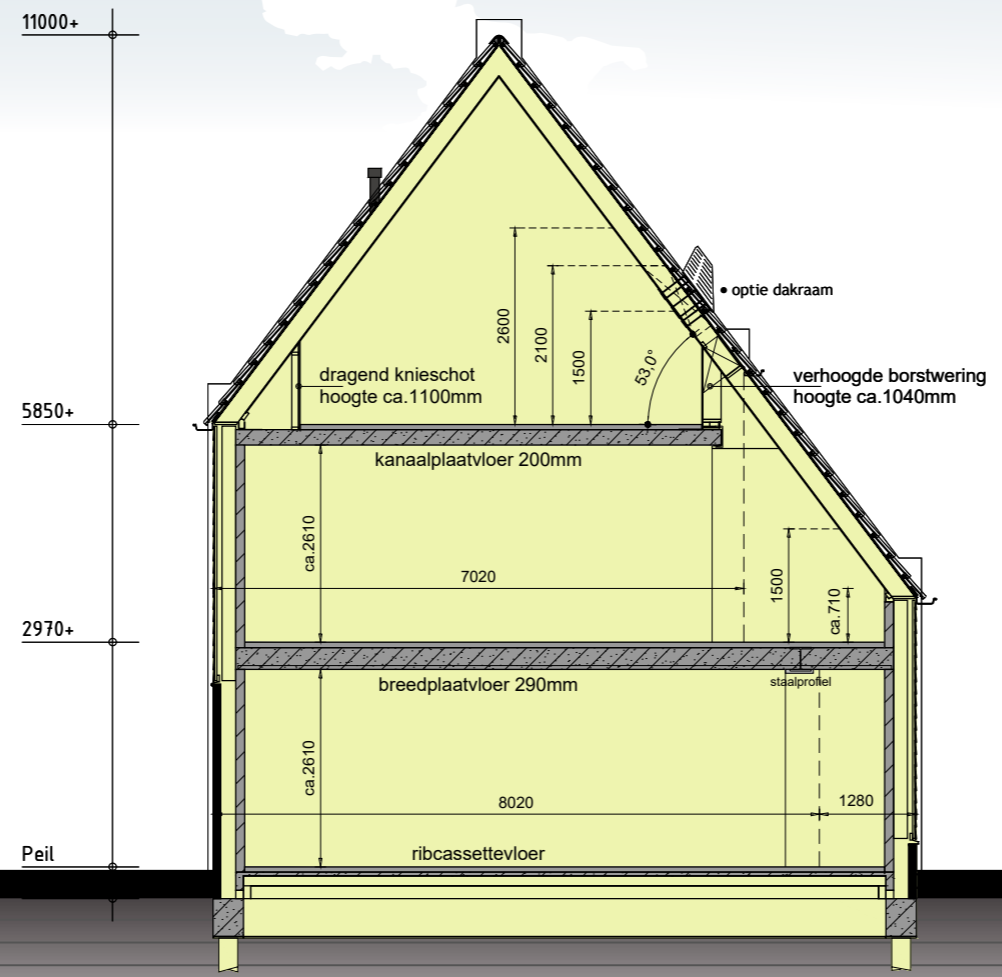 11000+
• optie dakraam
2600
2100
1500
53,0°
dragend knieschot
hoogte ca.1100mm
verhoogde borstwering
hoogte ca.1040mm
5850+
kanaalplaatvloer 200mm
ca.2610
7020
1500
ca.710
2970+
breedplaatvloer 290mm
staalprofiel
ca.2610
8020
1280
Peil
ribcassettevloer